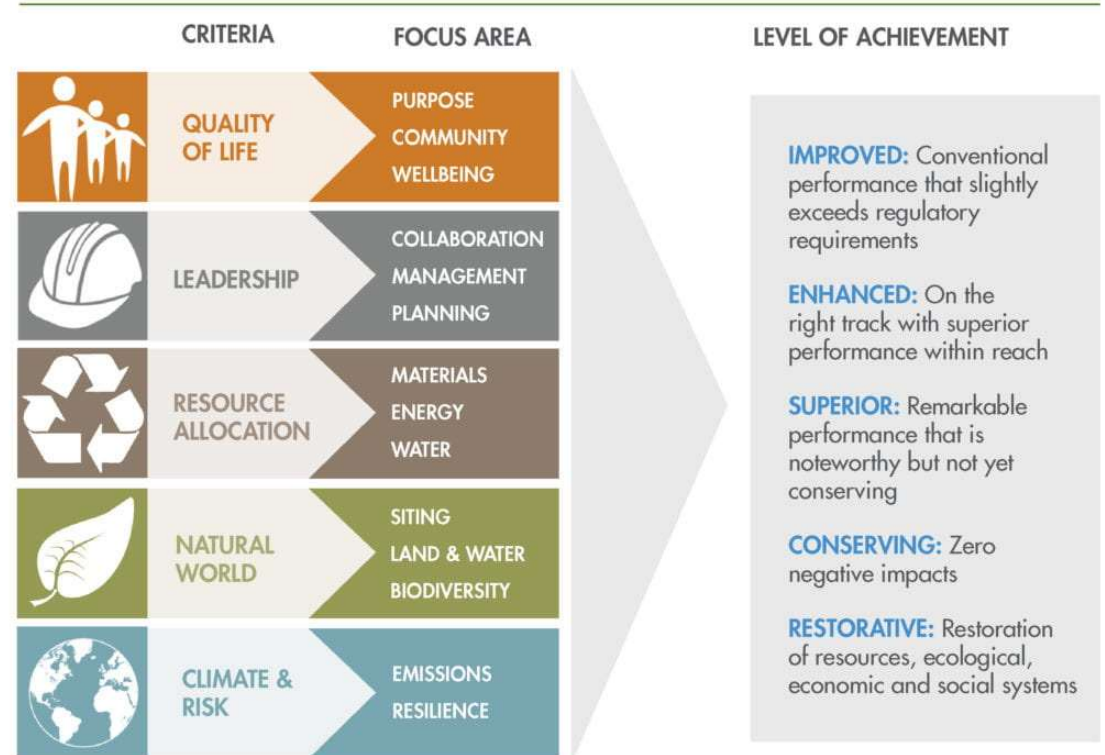 CRITERIA
FOCUS AREA
LEVEL OF ACHIEVEMENT
QUALITY
OF LIFE
PURPOSE
COMMUNITY
WELLBEING
LEADERSHIP
COLLABORATION
MANAGEMENT
PLANNING
RESOURCE
ALLOCATION
MATERIALS
ENERGY
WATER
NATURAL
WORLD
SITING
LAND & WATER
BIODIVERSITY
CLIMATE &
RISK
EMISSIONS
RESILIENCE
IMPROVED: Conventional
performance that slightly
exceeds regulatory
requirements
ENHANCED: On the
right track with superior
performance within reach
SUPERIOR: Remarkable
performance that is
noteworthy but not yet
conserving
CONSERVING: Zero
negative impacts
RESTORATIVE: Restoration
of resources, ecological,
economic and social systems